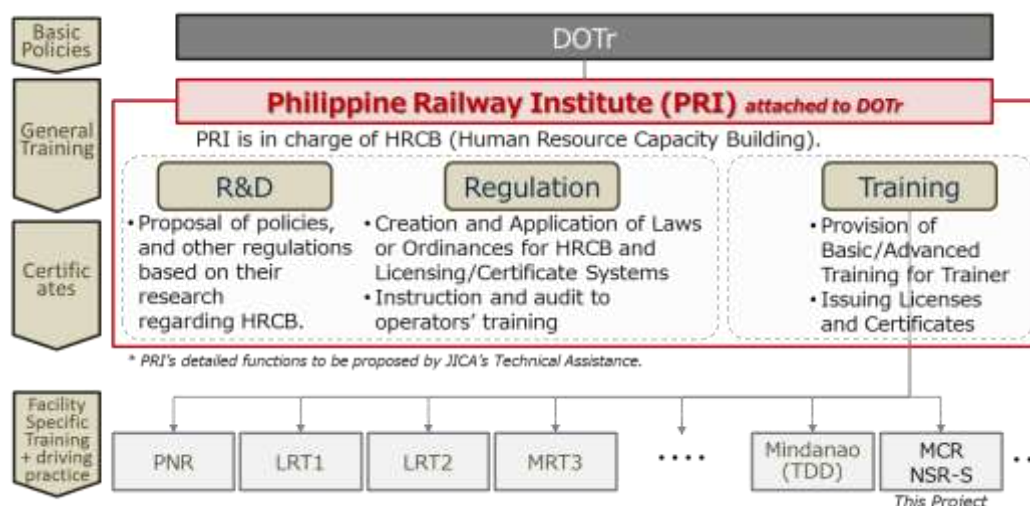 Basic
Policies
DOTr
Philippine Railway Institute (PRI) attached to DOTr
PRI is in charge of HRCB (Human Resource Capacity Building).
General
Training
R&D
• Proposal of policies,
and other regulations
based on their
research
regarding HRCB.
Regulation
• Creation and Application of Laws
or Ordinances for HRCB and
Licensing/Certificate Systems
• Instruction and audit to
operators' training
Training
• Provision of
Basic/Advanced
Training for Trainer
• Issuing Licenses
and Certificates
Certific
ates
* PRI's detailed functions to be proposed by JICA's Technical Assistance.
Facility
Specific
Training
+ driving
practice
PNR
LRT1
LRT2
MRT3
••••
Mindanao
(TDD)
MCR
NSR-S
••
This Project